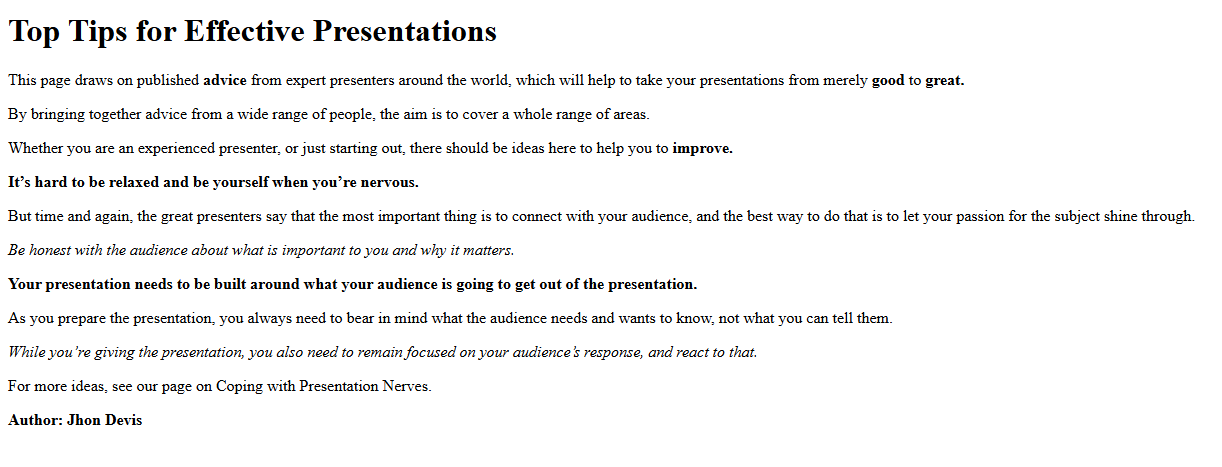 Top Tips for Effective Presentations
This page draws on published advice from expert presenters around the world, which will help to take your presentations from merely good to great.
By bringing together advice from a wide range of people, the aim is to cover a whole range of areas.
Whether you are an experienced presenter, or just starting out, there should be ideas here to help you to improve.
It’s hard to be relaxed and be yourself when you’re nervous.
But time and again, the great presenters say that the most important thing is to connect with your audience, and the best way to do that is to let your passion for the subject shine through.
Be honest with the audience about what is important to you and why it matters.
Your presentation needs to be built around what your audience is going to get out of the presentation.
As you prepare the presentation, you always need to bear in mind what the audience needs and wants to know, not what you can tell them.
While you’re giving the presentation, you also need to remain focused on your audience’s response, and react to that.
For more ideas, see our page on Coping with Presentation Nerves.
Author: Jhon Devis